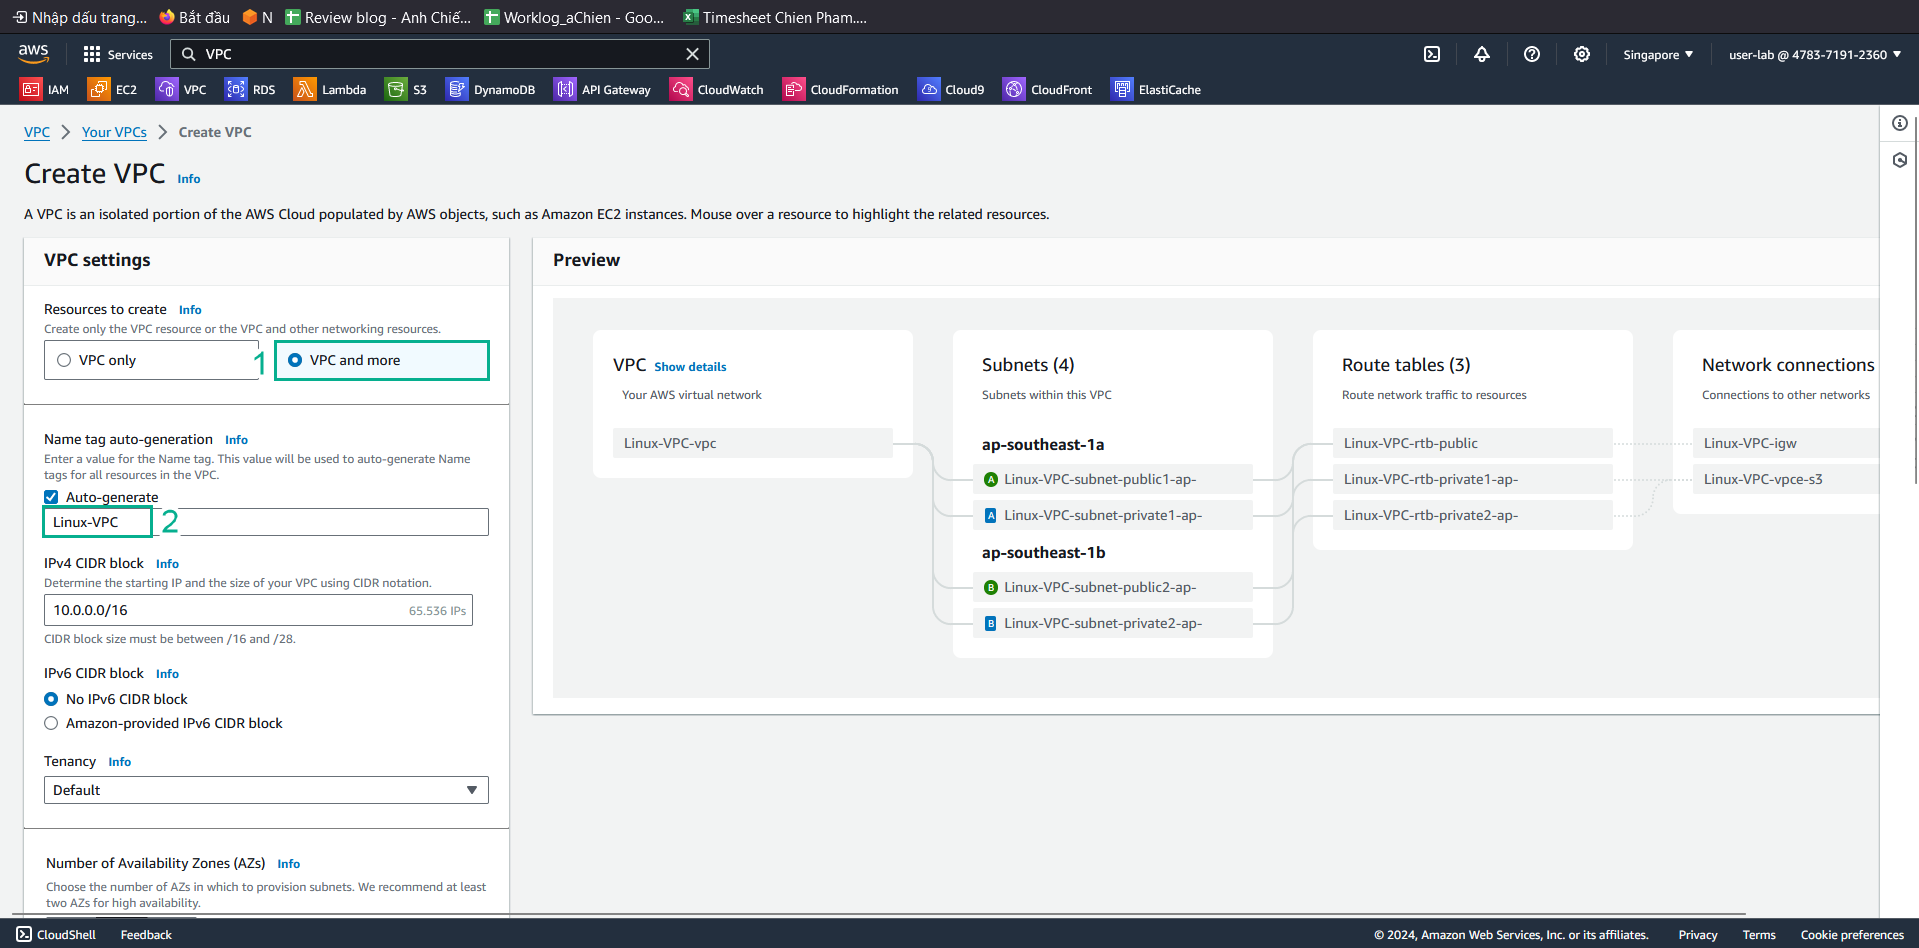 Nhập dấu trang... Bắt đầu N Review blog - Anh Chiế... Worklog_aChien - Goo... Timesheet Chien Pham....
aws Services VPC Singapore user-lab @ 4783-7191-2360
IAM EC2 VPC RDS Lambda S3 DynamoDB API Gateway CloudWatch CloudFormation Cloud9 CloudFront ElastiCache
VPC Your VPCs Create VPC
Create VPC Info
A VPC is an isolated portion of the AWS Cloud populated by AWS objects, such as Amazon EC2 instances. Mouse over a resource to highlight the related resources.
VPC settings
Resources to create Info
Create only the VPC resource or the VPC and other networking resources.
VPC only 1 VPC and more
Name tag auto-generation Info
Enter a value for the Name tag. This value will be used to auto-generate Name
tags for all resources in the VPC.
Auto-generate
Linux-VPC 2
IPv4 CIDR block Info
Determine the starting IP and the size of your VPC using CIDR notation.
10.0.0.0/16 65.536 IPs
CIDR block size must be between /16 and /28.
IPv6 CIDR block Info
No IPv6 CIDR block
Amazon-provided IPv6 CIDR block
Tenancy Info
Default
Number of Availability Zones (AZs) Info
Choose the number of AZs in which to provision subnets. We recommend at least
two AZs for high availability.
Preview
VPC Show details
Your AWS virtual network
Linux-VPC-vpc
Subnets (4)
Subnets within this VPC
ap-southeast-1a
A Linux-VPC-subnet-public1-ap-
A Linux-VPC-subnet-private1-ap-
ap-southeast-1b
B Linux-VPC-subnet-public2-ap-
B Linux-VPC-subnet-private2-ap-
Route tables (3)
Route network traffic to resources
Linux-VPC-rtb-public
Linux-VPC-rtb-private1-ap-
Linux-VPC-rtb-private2-ap-
Network connections
Connections to other networks
Linux-VPC-igw
Linux-VPC-vpce-s3
CloudShell Feedback © 2024, Amazon Web Services, Inc. or its affiliates. Privacy Terms Cookie preferences